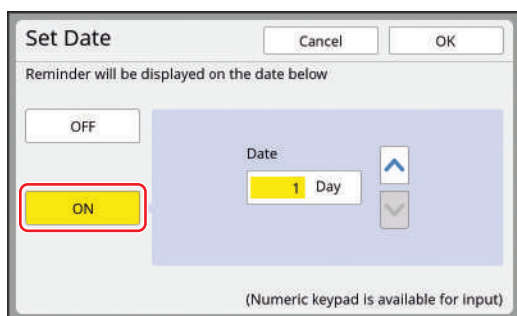 Set Date
Cancel
OK
Reminder will be displayed on the date below
OFF
Date
1 Day
ON
(Numeric keypad is available for input)